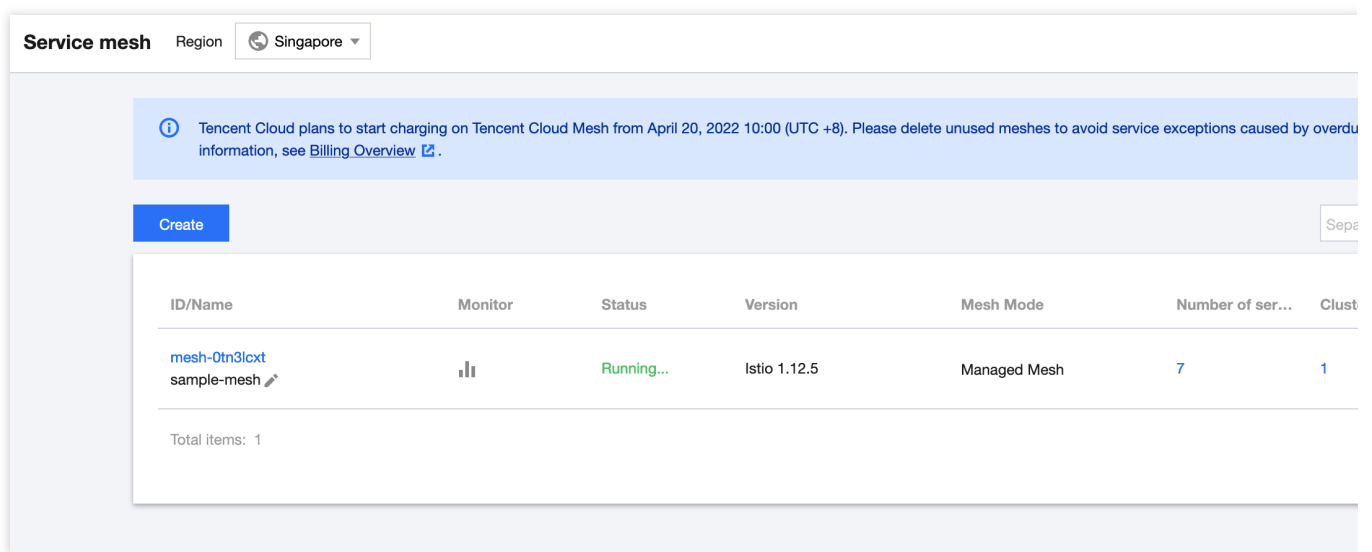 Service mesh Region Singapore
Tencent Cloud plans to start charging on Tencent Cloud Mesh from April 20, 2022 10:00 (UTC +8). Please delete unused meshes to avoid service exceptions caused by
information, see Billing Overview .
Create
ID/Name Monitor Status Version Mesh Mode Number of ser...
mesh-0tn3lcxt
sample-mesh
Running... Istio 1.12.5 Managed Mesh 7 1
Total items: 1